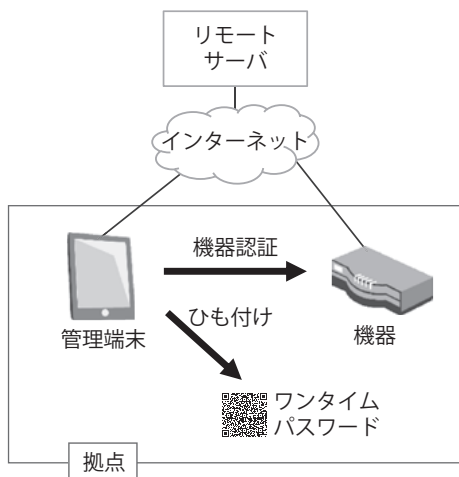 リモート
サーバ
インターネット
機器認証
管理端末
ひも付け
機器
ワンタイム
パスワード
拠点